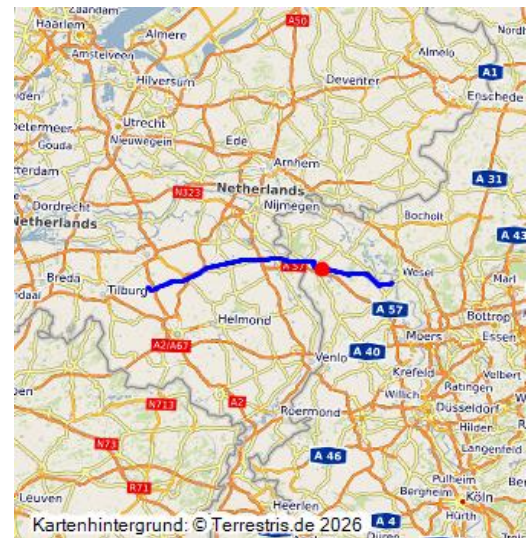 Zaandam
Haarlem
Almere
A50
Nordh
Almelo
Amstelveen
Hilversum
Deventer
A1
Enschede
Utrecht
Nieuwegein
Ede
Gouda
Arnhem
A 31
Netherlands
N323
Nijmegen
Dordrecht
Netherlands
Bocholt
A 43
Breda
A 57
Wesel
Marl
Tilburg
A 57
Bottrop
Helmond
Moers
Essen
A2/A67
Venlo
A 40
Krefeld
Velbert
Willich
Ratingen
N713
A2
Roermond
Düsseldorf
Hilden
N73
A 46
Langenfeld
R71
Pulheim
Leuven
Bergheim
Köln
Heerlen
A 4
Hürth
Düren
Kartenhintergrund: © Terrestris.de 2026